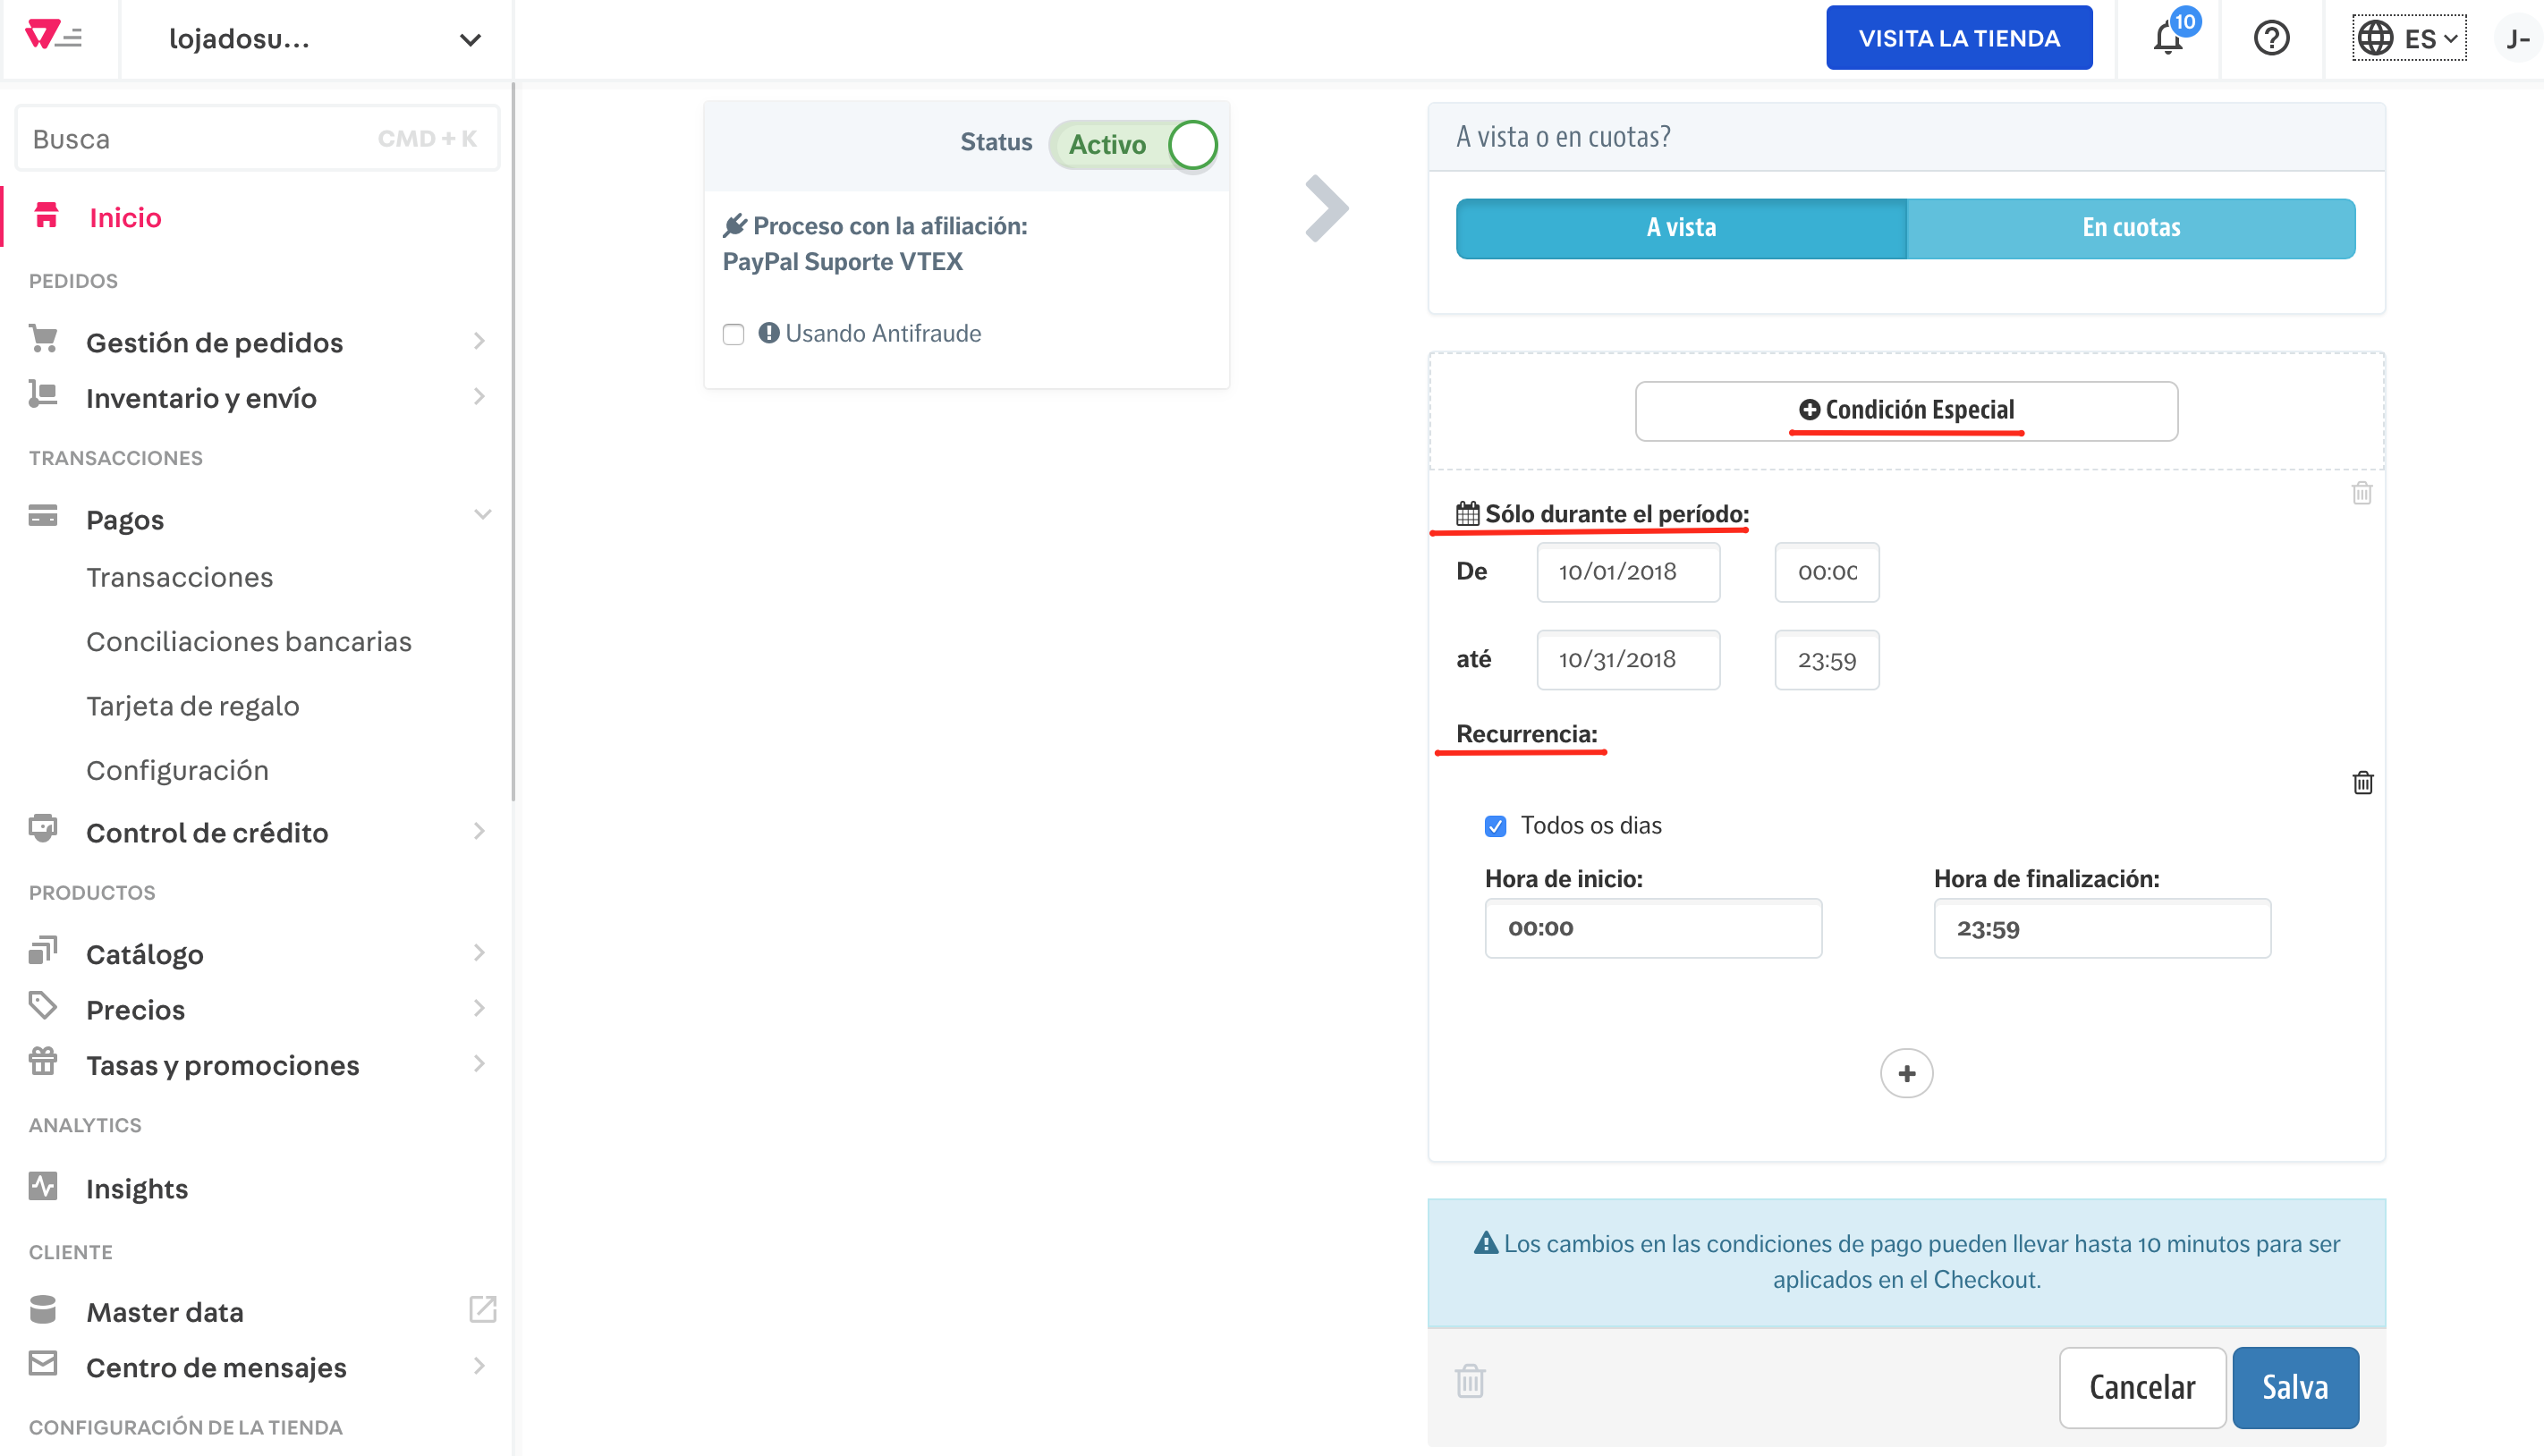 lojadosu...
VISITA LA TIENDA
10
ES
J-
Busca
CMD + K
Inicio
PEDIDOS
Gestión de pedidos
Inventario y envío
TRANSACCIONES
Pagos
Transacciones
Conciliaciones bancarias
Tarjeta de regalo
Configuración
Control de crédito
PRODUCTOS
Catálogo
Precios
Tasas y promociones
ANALYTICS
Insights
CLIENTE
Master data
Centro de mensajes
CONFIGURACIÓN DE LA TIENDA
Status Activo
Proceso con la afiliación:
PayPal Suporte VTEX
Usando Antifraude
A vista o en cuotas?
A vista
En cuotas
Condición Especial
Sólo durante el período:
De 10/01/2018 00:00
até 10/31/2018 23:59
Recurrencia:
Todos os dias
Hora de inicio: Hora de finalización:
00:00 23:59
Los cambios en las condiciones de pago pueden llevar hasta 10 minutos para ser
aplicados en el Checkout.
Cancelar
Salva